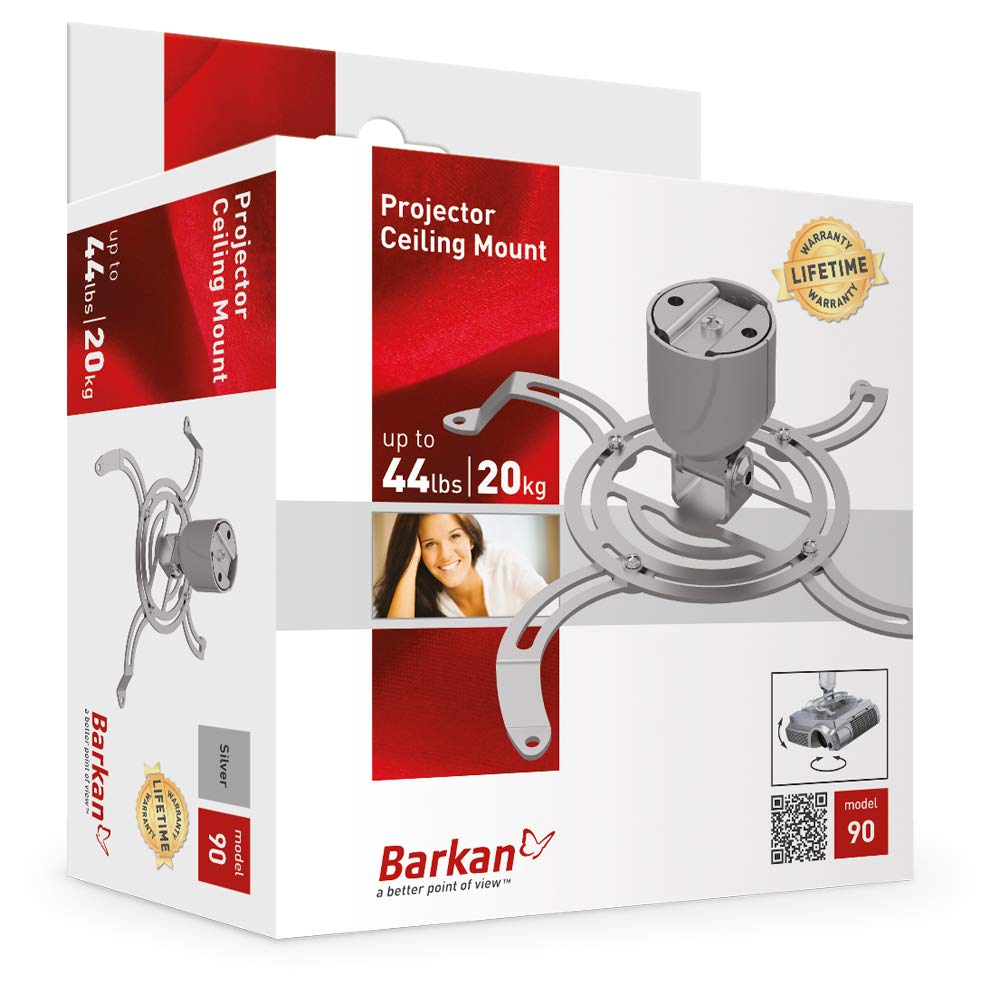 Projector
Ceiling Mount
up to
44lbs|20kg
WARRANTY
LIFETIME
WARRANTY
Barkan
a better point of view™
model
90
Projector
Ceiling Mount
up to
44lbs|20kg
Barkan
a better point of view™
Silver
WARRANTY
LIFETIME
WARRANTY
model
90